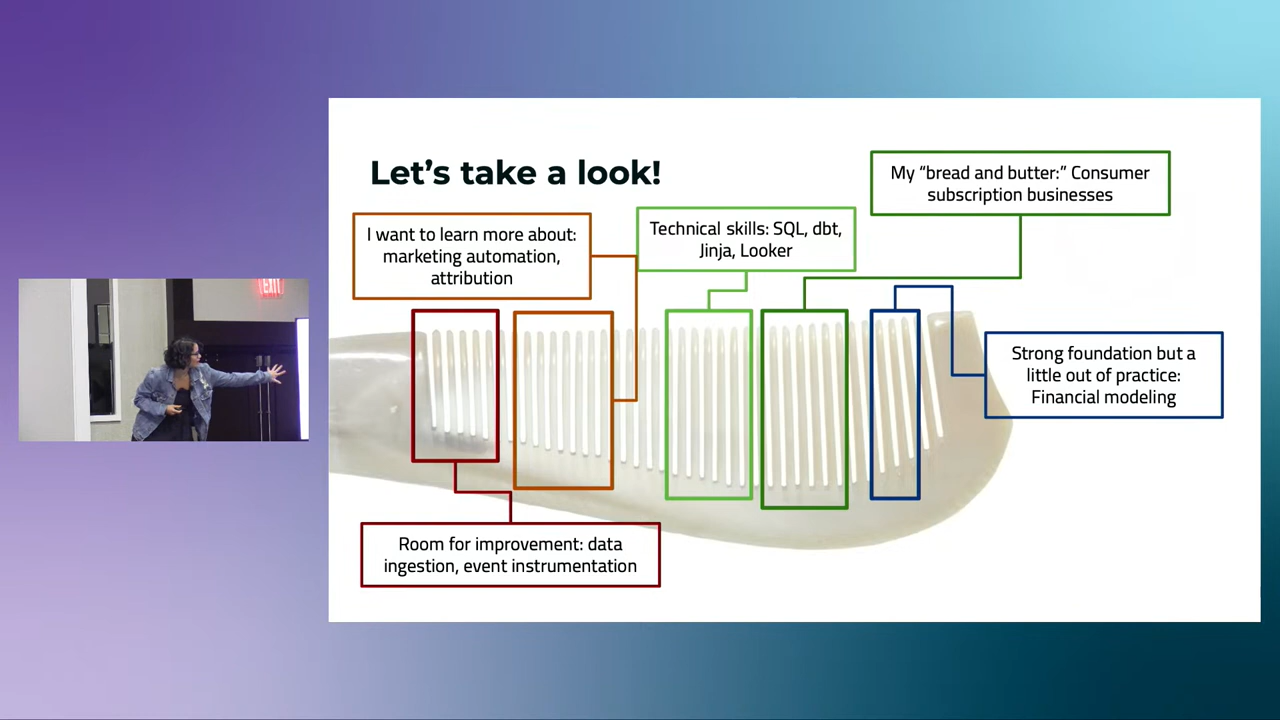 Let's take a look!
My “bread and butter:” Consumer
subscription businesses
I want to learn more about:
marketing automation,
attribution
Technical skills: SQL, dbt,
Jinja, Looker
Strong foundation but a
little out of practice:
Financial modeling
Room for improvement: data
ingestion, event instrumentation
EXIT